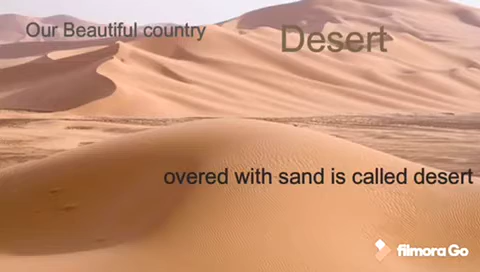 Our Beautiful country
Desert
overed with sand is called desert
filmora Go